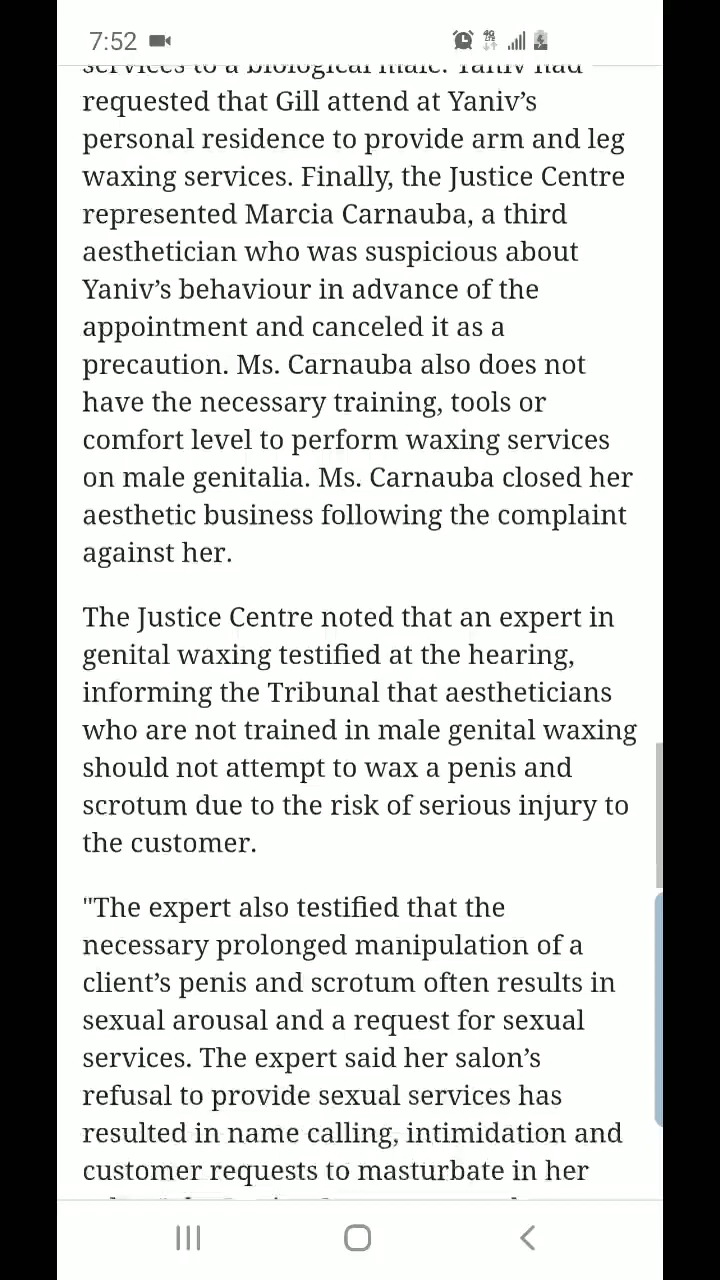 7:52
services to a biological male. Yaniv had
requested that Gill attend at Yaniv’s
personal residence to provide arm and leg
waxing services. Finally, the Justice Centre
represented Marcia Carnauba, a third
aesthetician who was suspicious about
Yaniv’s behaviour in advance of the
appointment and canceled it as a
precaution. Ms. Carnauba also does not
have the necessary training, tools or
comfort level to perform waxing services
on male genitalia. Ms. Carnauba closed her
aesthetic business following the complaint
against her.
The Justice Centre noted that an expert in
genital waxing testified at the hearing,
informing the Tribunal that aestheticians
who are not trained in male genital waxing
should not attempt to wax a penis and
scrotum due to the risk of serious injury to
the customer.
"The expert also testified that the
necessary prolonged manipulation of a
client’s penis and scrotum often results in
sexual arousal and a request for sexual
services. The expert said her salon’s
refusal to provide sexual services has
resulted in name calling, intimidation and
customer requests to masturbate in her